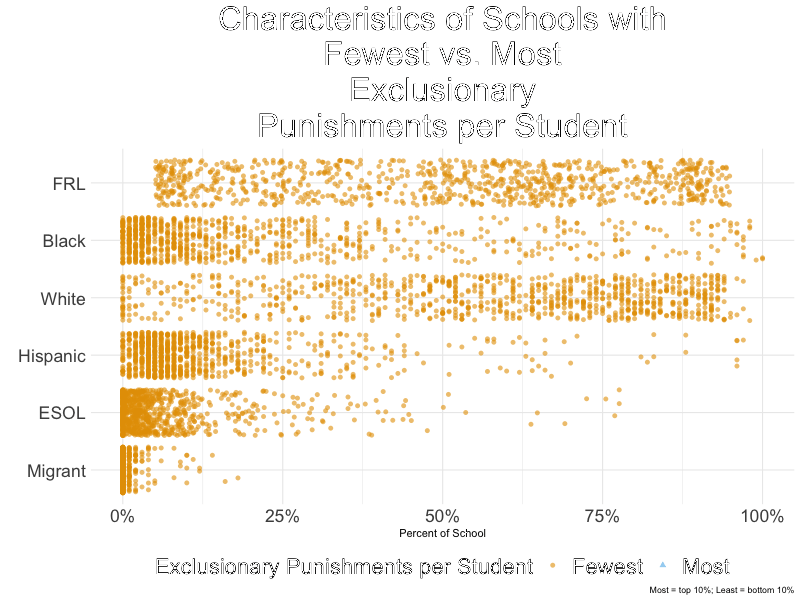 Characteristics of Schools with
Fewest vs. Most
Exclusionary
Punishments per Student
FRL
Black
White
Hispanic
ESOL
Migrant
0% 25% 50% 75% 100%
Percent of School
Exclusionary Punishments per Student Fewest Most
Most = top 10%; Least = bottom 10%